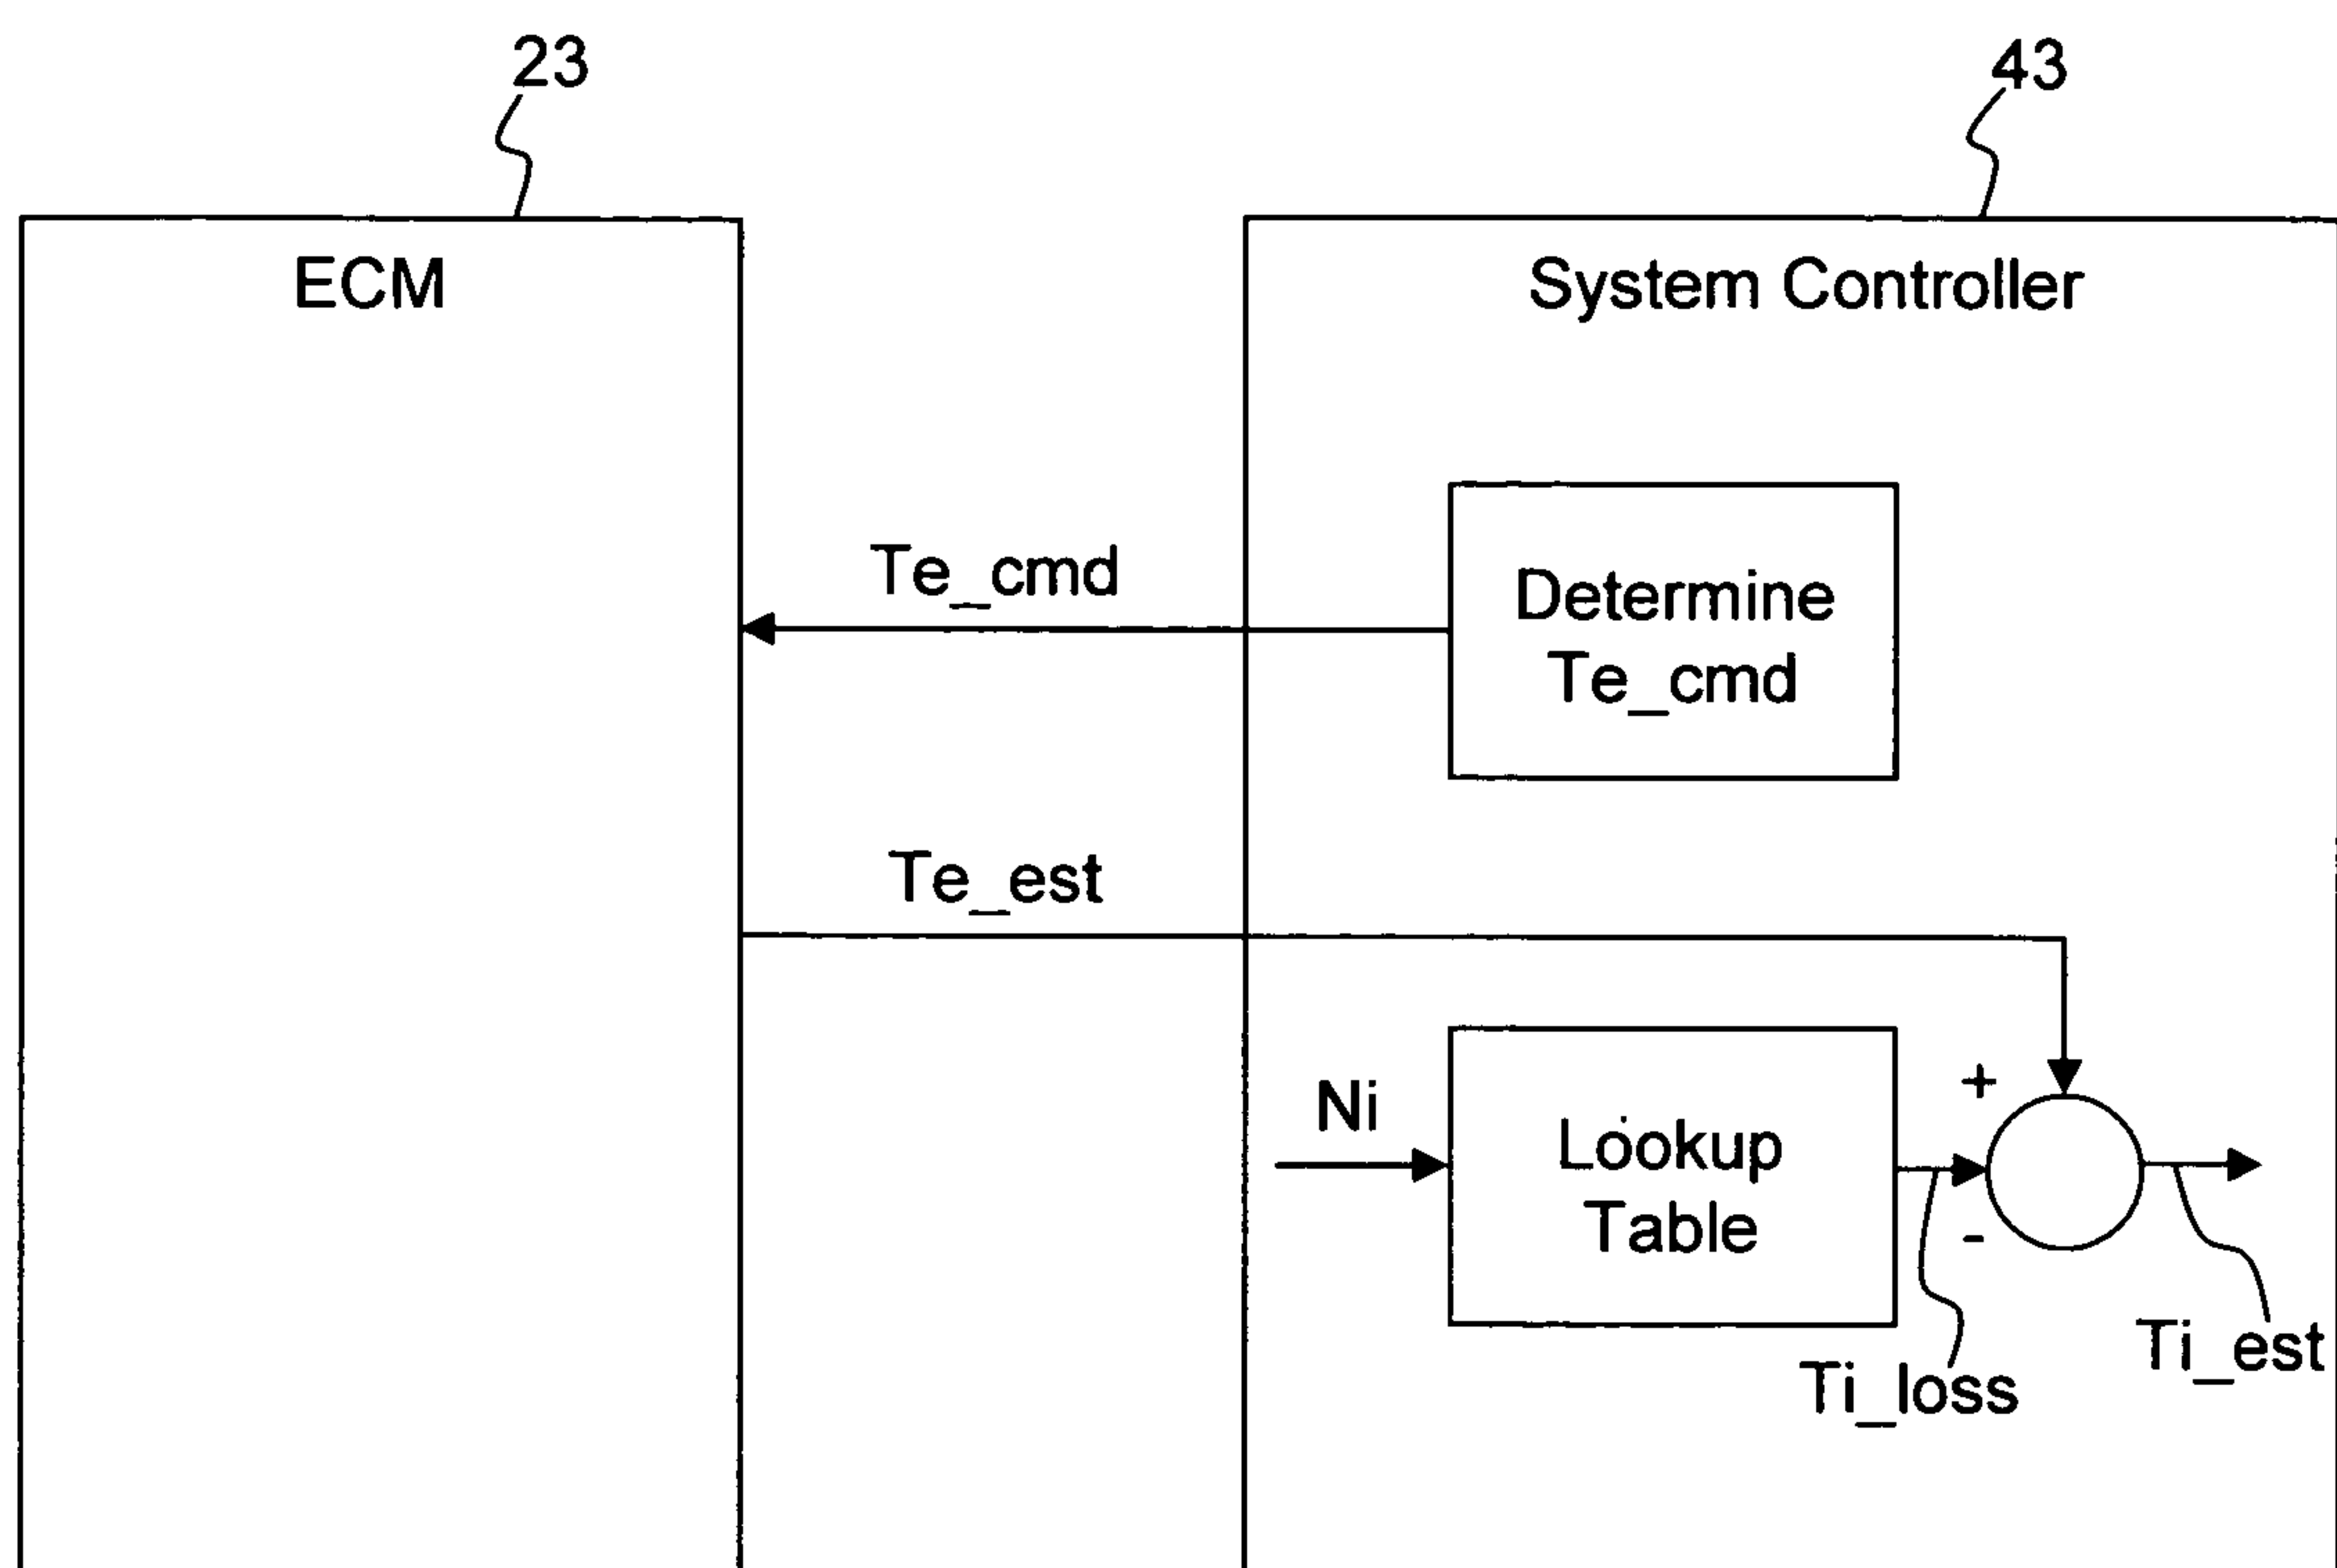 23
43
ECM
System Controller
Te_cmd
Determine
Te_cmd
Te_est
Ni
Lookup
Table
+
-
Ti_loss
Ti_est